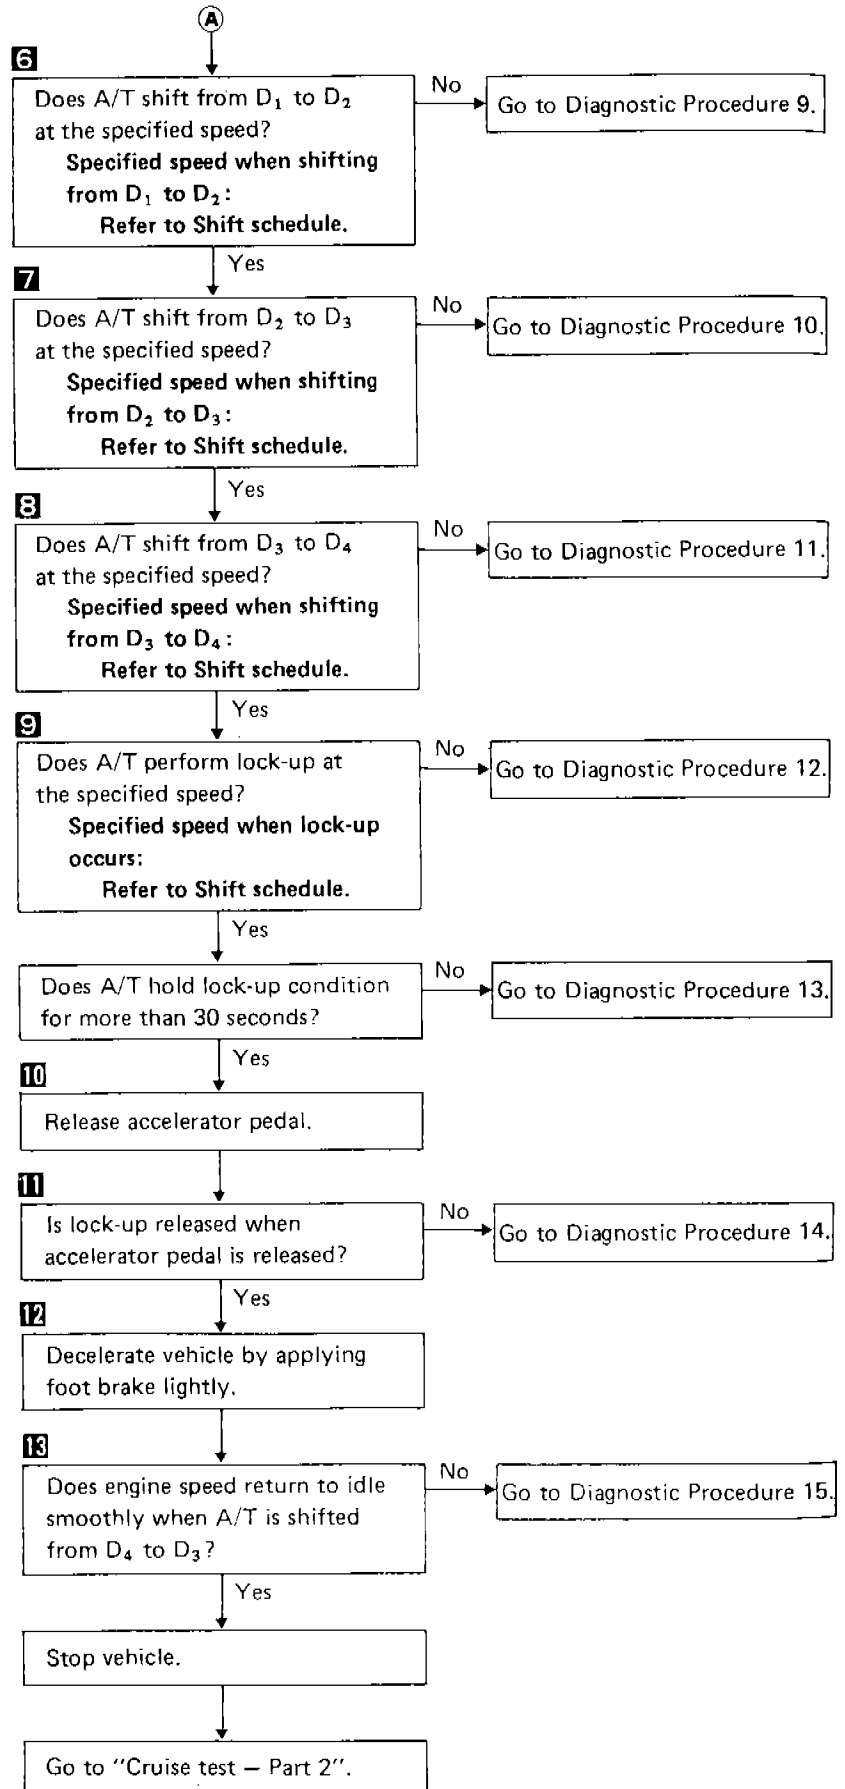 A
6
Does A/T shift from D₁ to D₂ No
at the specified speed? Go to Diagnostic Procedure 9.
Specified speed when shifting
from D₁ to D₂:
Refer to Shift schedule.
Yes
7
Does A/T shift from D₂ to D₃ No
at the specified speed? Go to Diagnostic Procedure 10.
Specified speed when shifting
from D₂ to D₃:
Refer to Shift schedule.
Yes
8
Does A/T shift from D₃ to D₄ No
at the specified speed? Go to Diagnostic Procedure 11.
Specified speed when shifting
from D₃ to D₄:
Refer to Shift schedule.
Yes
9
Does A/T perform lock-up at No
the specified speed? Go to Diagnostic Procedure 12.
Specified speed when lock-up
occurs:
Refer to Shift schedule.
Yes
Does A/T hold lock-up condition No
for more than 30 seconds? Go to Diagnostic Procedure 13.
Yes
10
Release accelerator pedal.
11
Is lock-up released when No
accelerator pedal is released? Go to Diagnostic Procedure 14.
Yes
12
Decelerate vehicle by applying
foot brake lightly.
13
Does engine speed return to idle No
smoothly when A/T is shifted Go to Diagnostic Procedure 15.
from D₄ to D₃?
Yes
Stop vehicle.
Go to "Cruise test — Part 2".